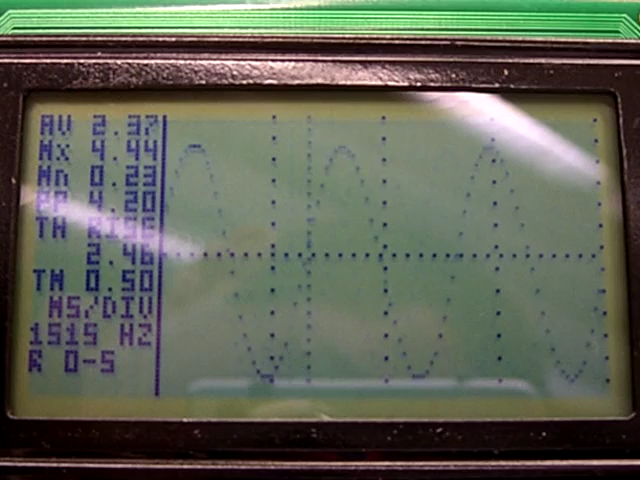 AV 2.37
Mx 4.44
Mn 0.23
PP 4.20
TH RISE
2.46
TM 0.50
MS/DIV
1519 HZ
R 0-5